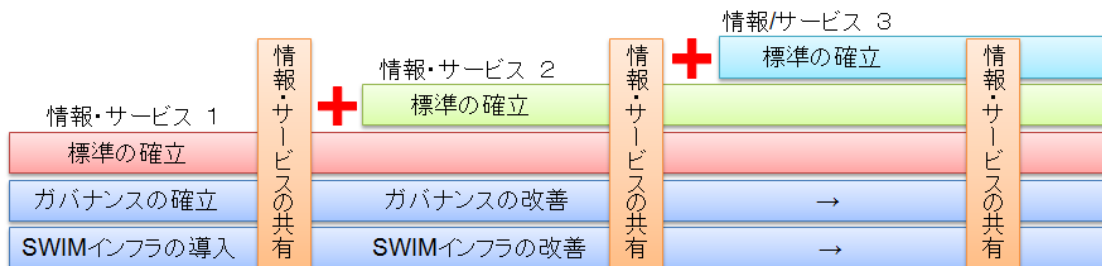 情報/サービス 3
標準の確立
情報・サービス 2
標準の確立
情報・サービス 1
標準の確立
ガバナンスの確立
ガバナンスの改善
→
SWIMインフラの導入
SWIMインフラの改善
→
情報・サービスの共有
情報・サービスの共有
情報・サービスの共有